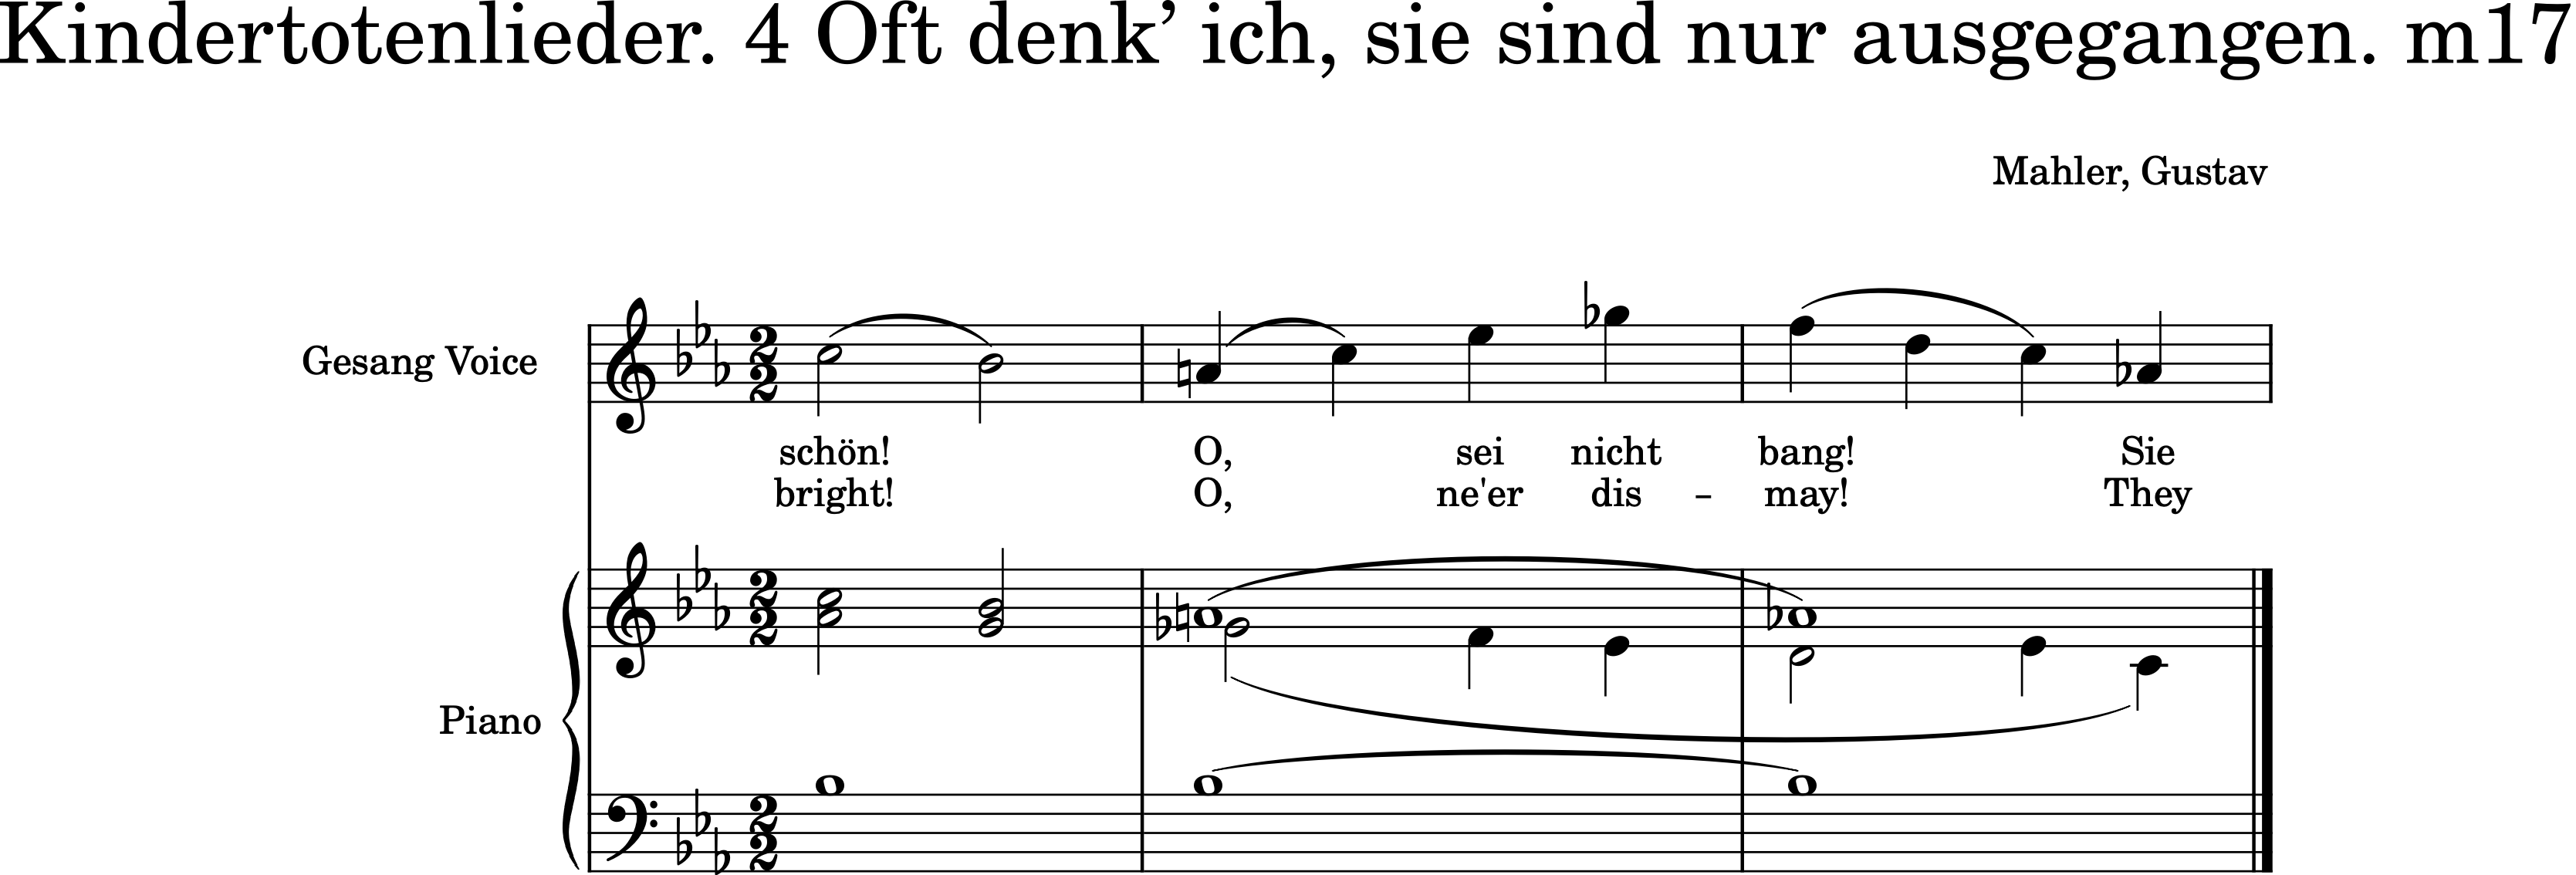 Kindertotenlieder. 4 Oft denk’ ich, sie sind nur ausgegangen. m17
Mahler, Gustav
Gesang Voice
schön! O, sei nicht bang! Sie
bright! O, ne'er dis – may! They
Piano